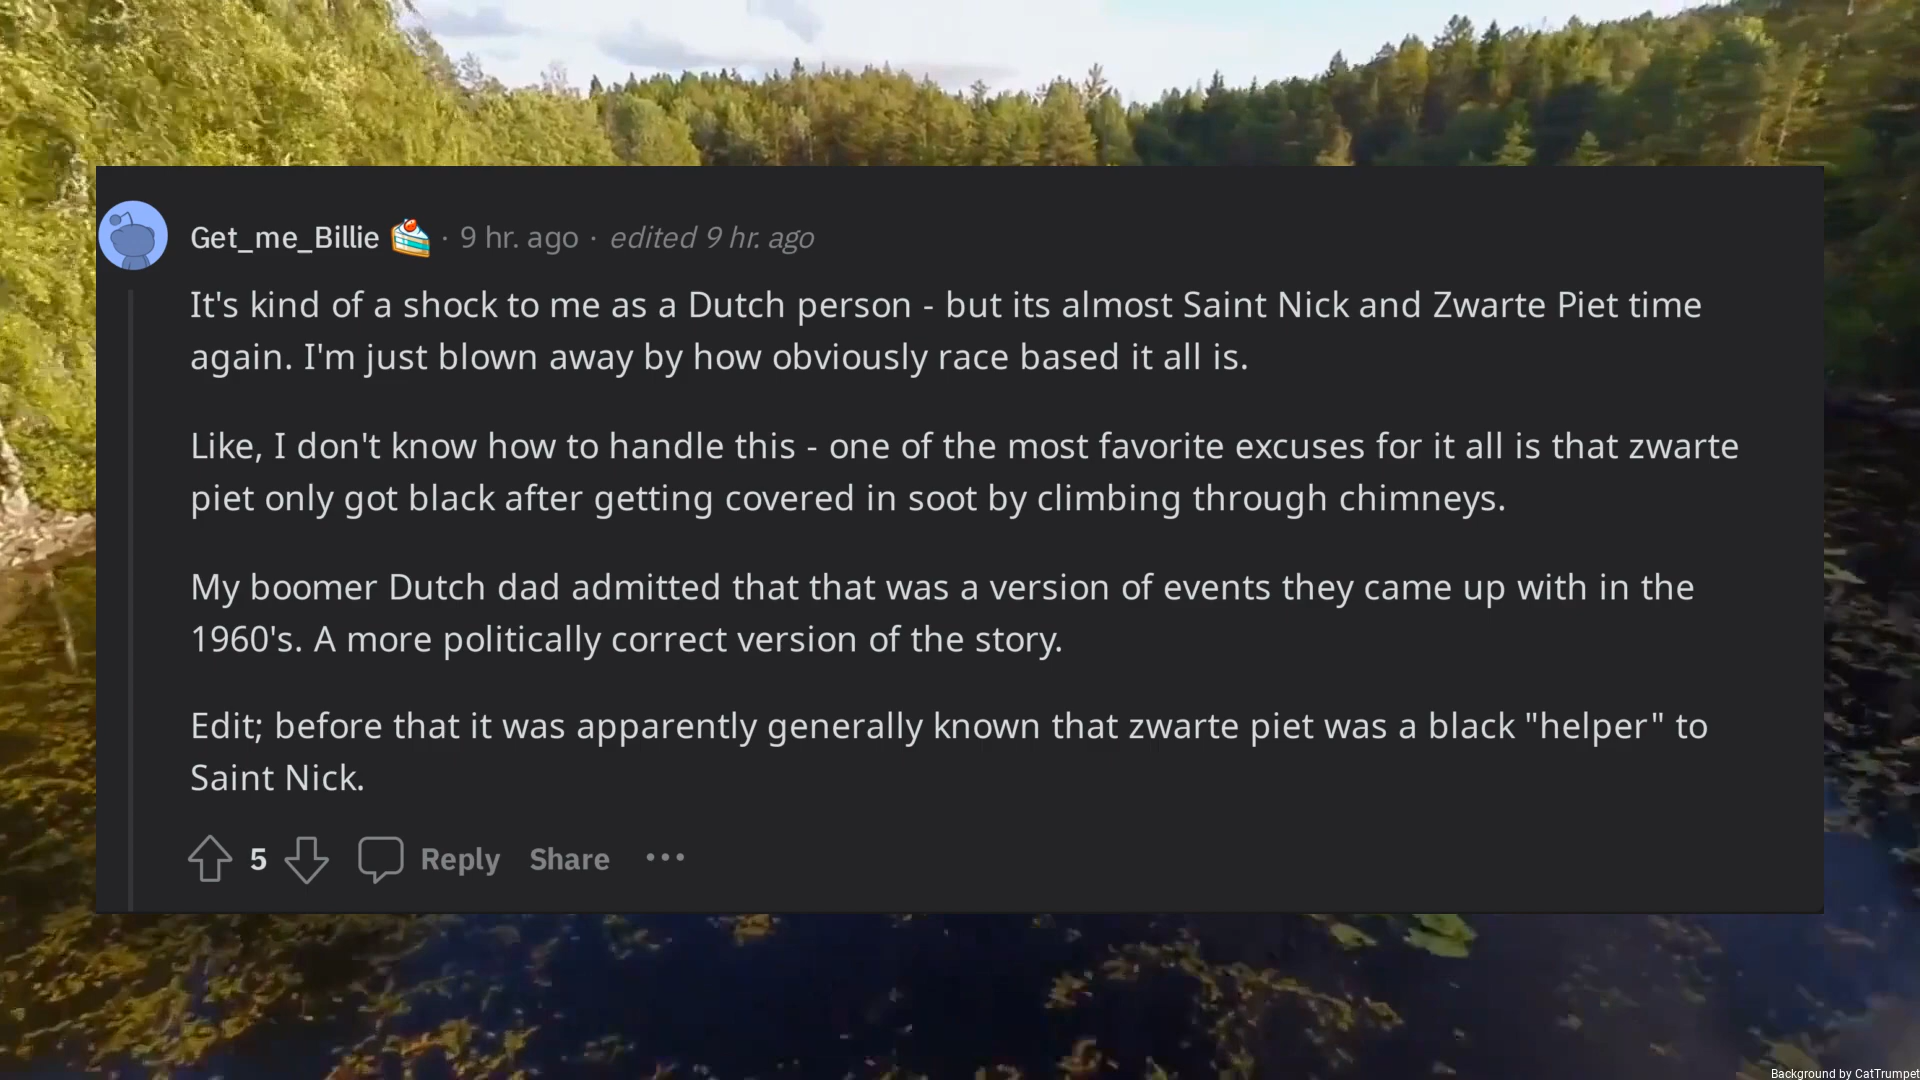 Get_me_Billie · 9 hr. ago · edited 9 hr. ago
It's kind of a shock to me as a Dutch person - but its almost Saint Nick and Zwarte Piet time
again. I'm just blown away by how obviously race based it all is.
Like, I don't know how to handle this - one of the most favorite excuses for it all is that zwarte
piet only got black after getting covered in soot by climbing through chimneys.
My boomer Dutch dad admitted that that was a version of events they came up with in the
1960's. A more politically correct version of the story.
Edit; before that it was apparently generally known that zwarte piet was a black "helper" to
Saint Nick.
5 Reply Share ···
Background by CatTrumpet